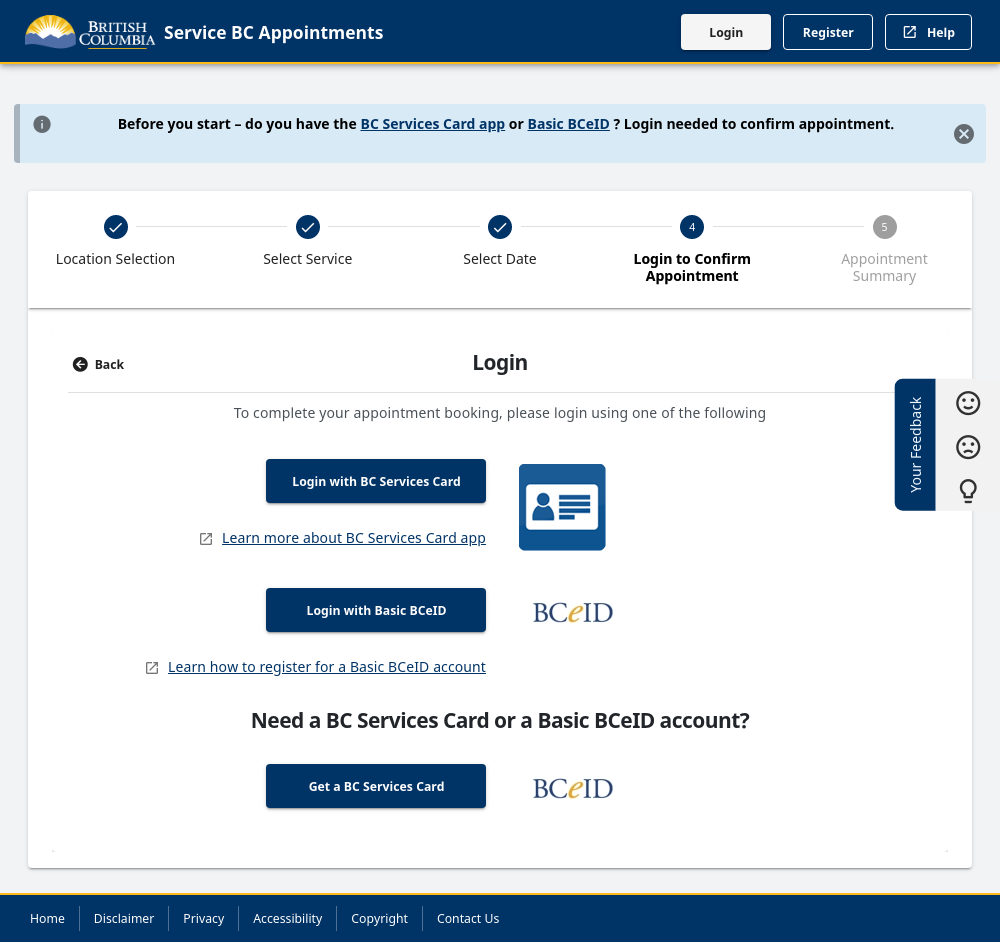 BRITISH
COLUMBIA
Service BC Appointments
Login
Register
Help
Before you start – do you have the BC Services Card app or Basic BCeID ? Login needed to confirm appointment.
Location Selection
Select Service
Select Date
4
Login to Confirm
Appointment
5
Appointment
Summary
Back
Login
To complete your appointment booking, please login using one of the following
Your Feedback
Login with BC Services Card
Learn more about BC Services Card app
Login with Basic BCeID
BCeID
Learn how to register for a Basic BCeID account
Need a BC Services Card or a Basic BCeID account?
Get a BC Services Card
BCeID
Home
Disclaimer
Privacy
Accessibility
Copyright
Contact Us